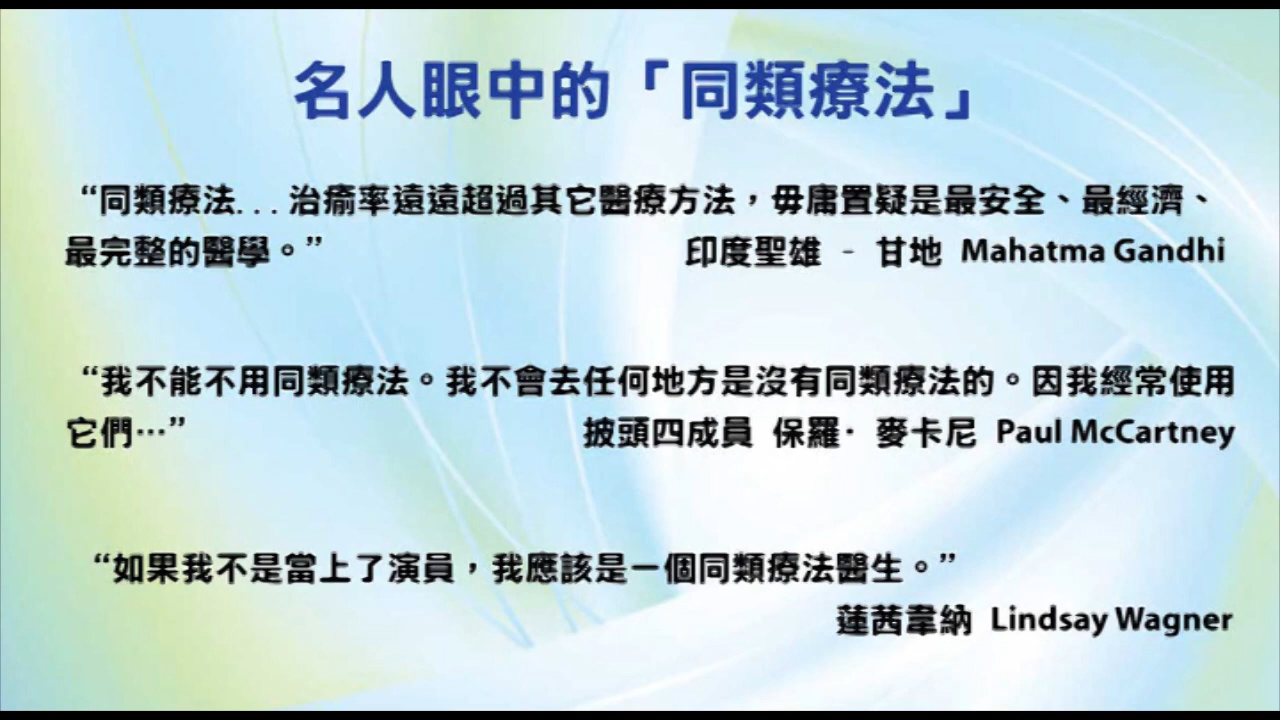 名人眼中的「同類療法」
“同類療法...治癒率遠遠超過其它醫療方法，毋庸置疑是最安全、最經濟、
最完整的醫學。” 印度聖雄 - 甘地 Mahatma Gandhi
“我不能不用同類療法。我不會去任何地方是沒有同類療法的。因我經常使用
它們…” 披頭四成員 保羅· 麥卡尼 Paul McCartney
“如果我不是當上了演員，我應該是一個同類療法醫生。”
蓮茜韋納 Lindsay Wagner